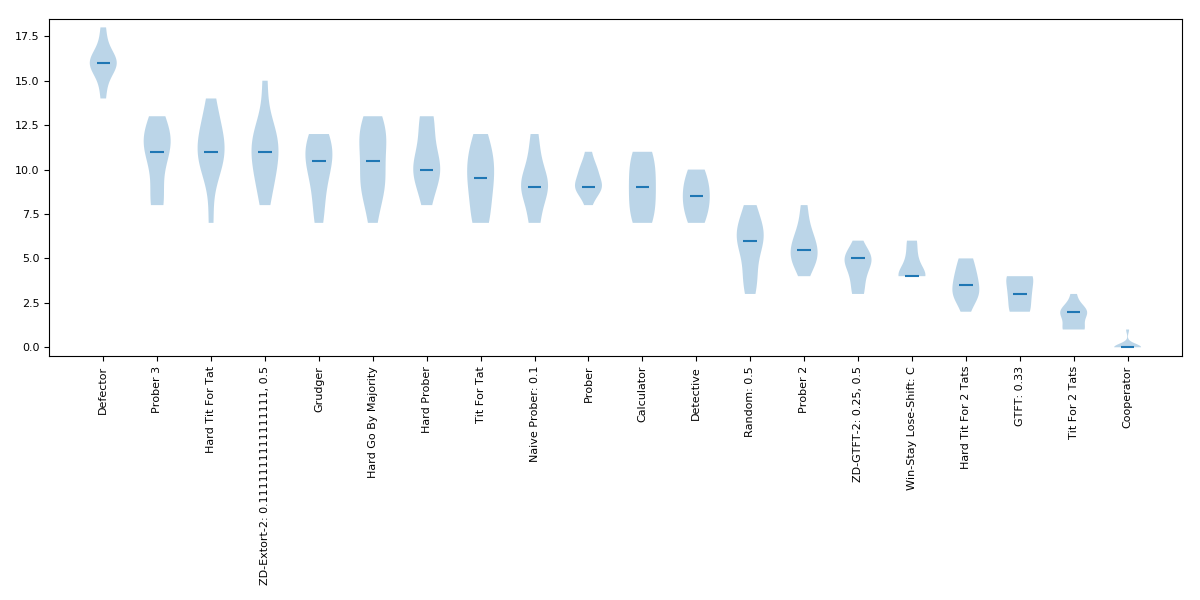 17.5
15.0
12.5
10.0
7.5
5.0
2.5
0.0
Defector
Prober 3
Hard Tit For Tat
ZD-Extort-2: 0.1111111111111111, 0.5
Grudger
Hard Go By Majority
Hard Prober
Tit For Tat
Naive Prober: 0.1
Prober
Calculator
Detective
Random: 0.5
Prober 2
ZD-GTFT-2: 0.25, 0.5
Win-Stay Lose-Shift: C
Hard Tit For 2 Tats
GTFT: 0.33
Tit For 2 Tats
Cooperator